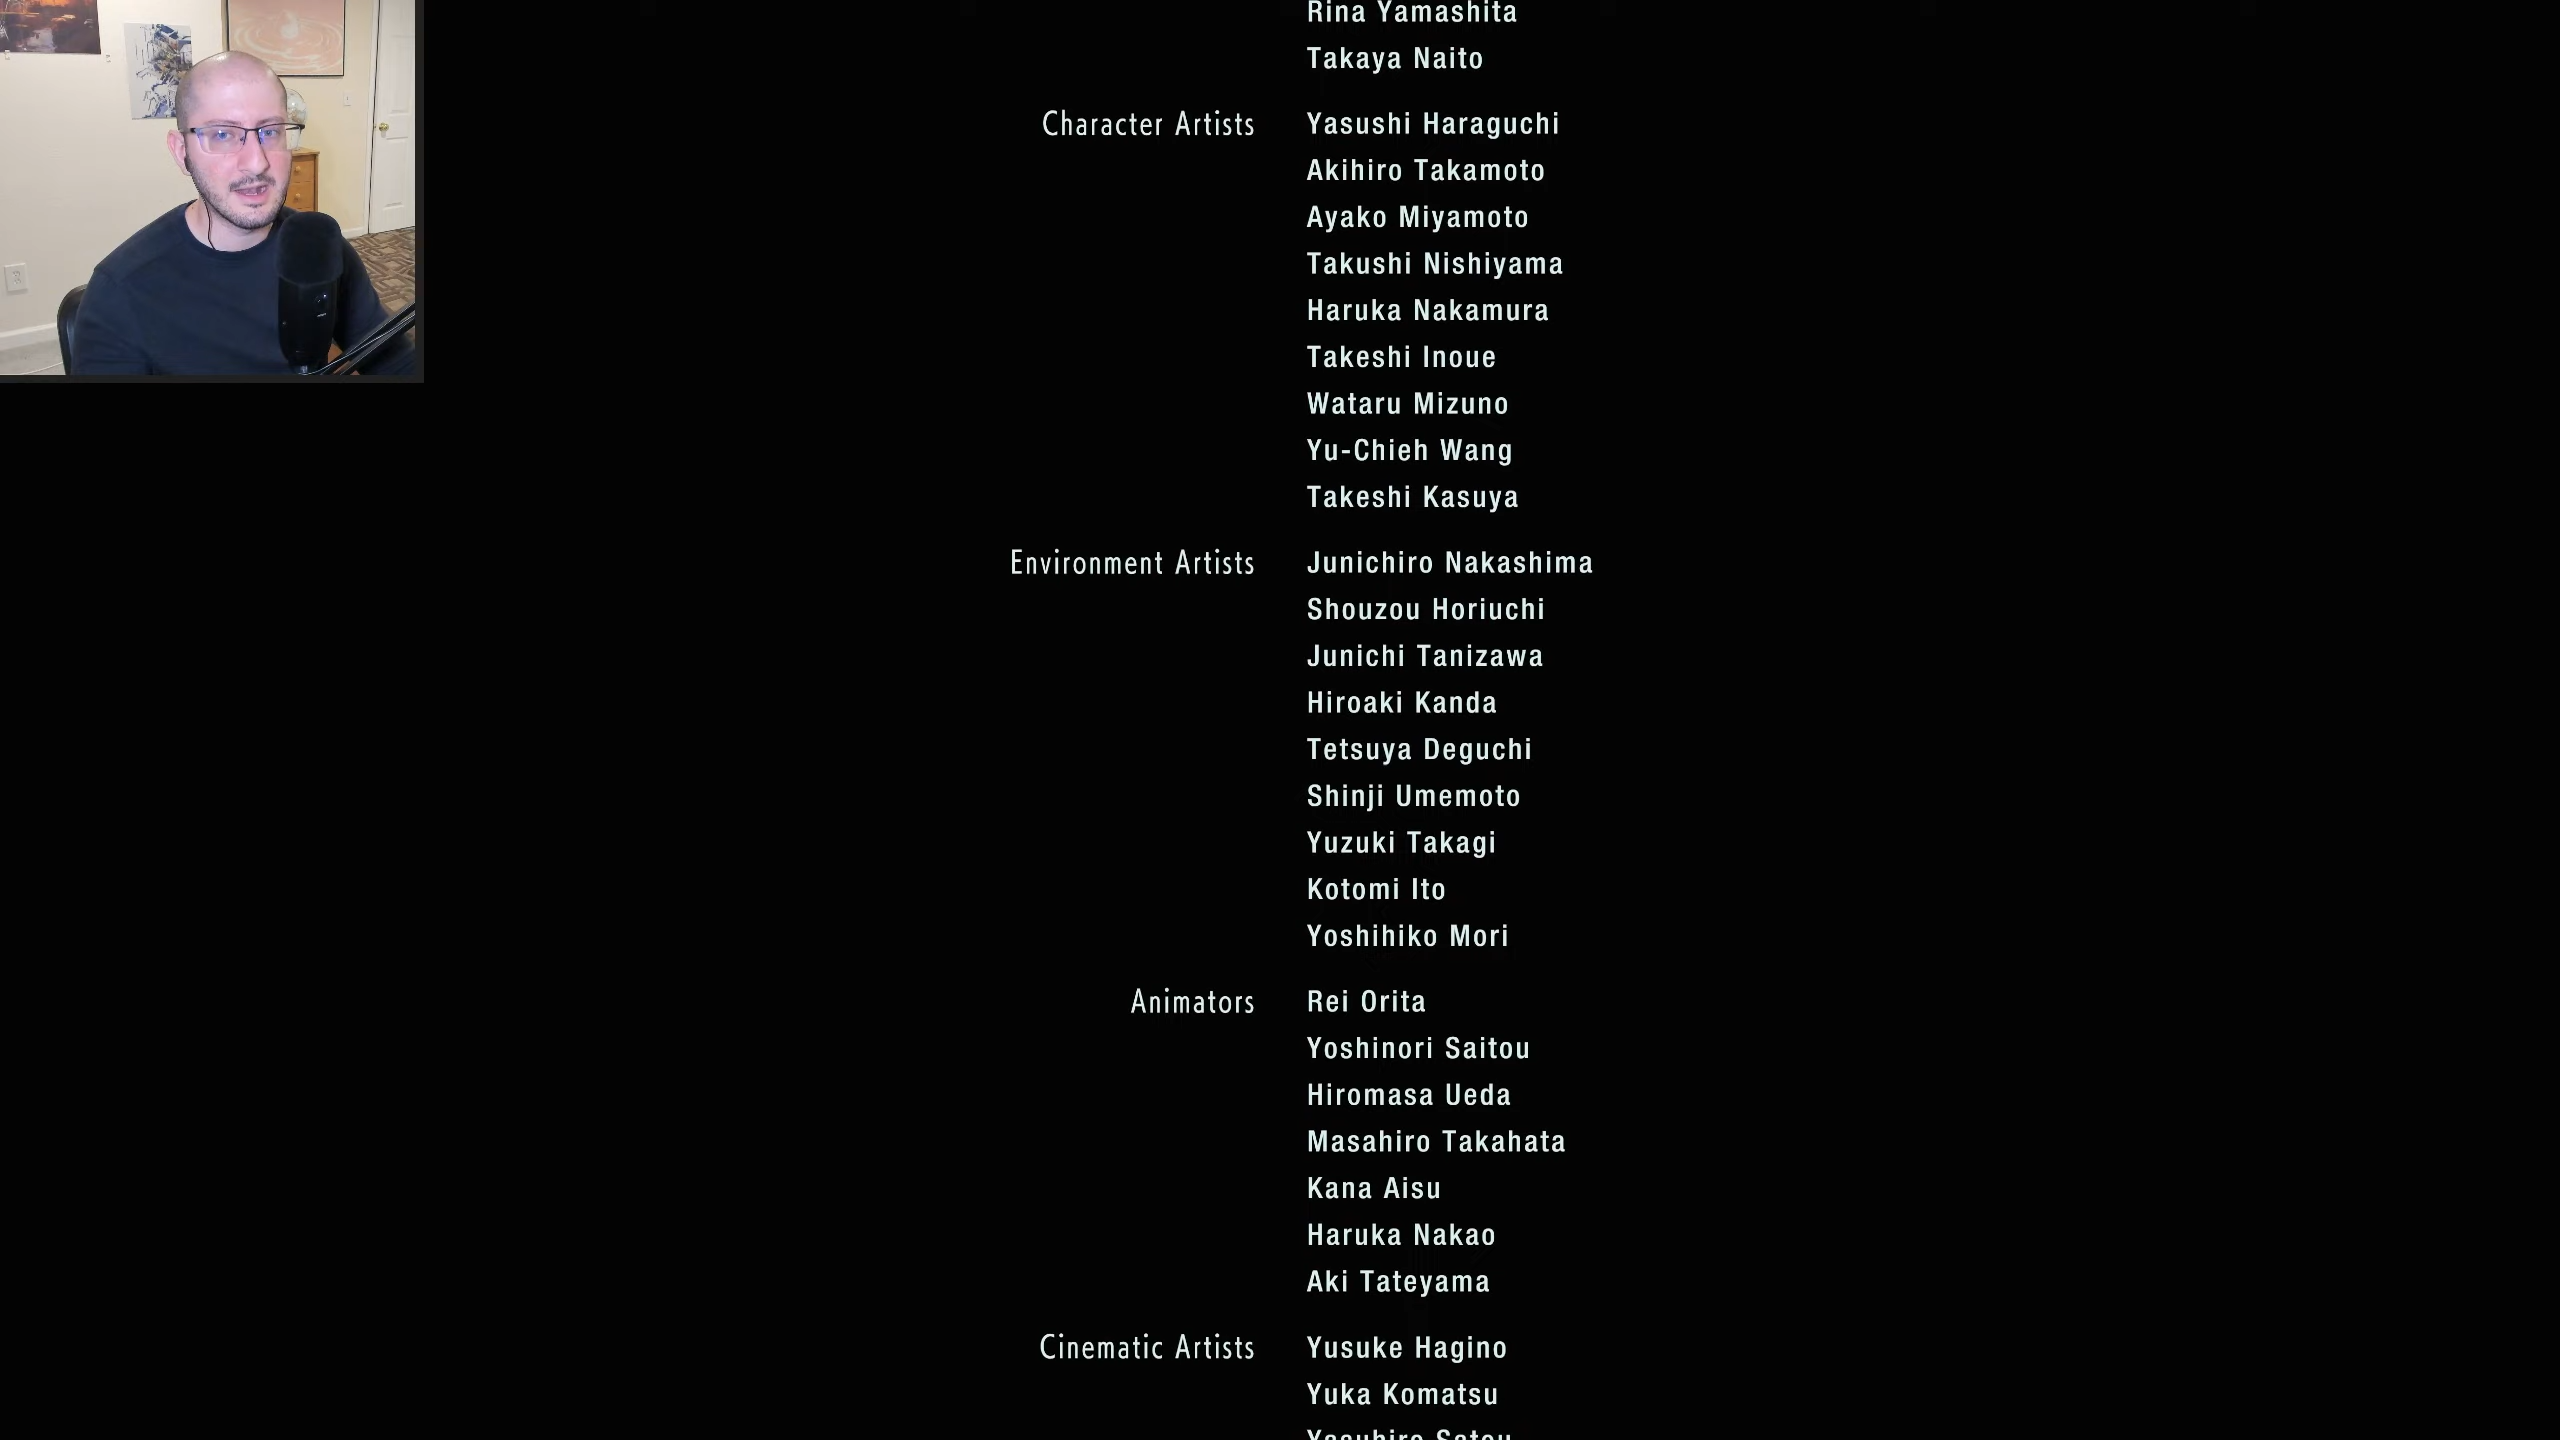 Rina Yamashita
Takaya Naito
Character Artists Yasushi Haraguchi
Akihiro Takamoto
Ayako Miyamoto
Takushi Nishiyama
Haruka Nakamura
Takeshi Inoue
Wataru Mizuno
Yu-Chieh Wang
Takeshi Kasuya
Environment Artists Junichiro Nakashima
Shouzou Horiuchi
Junichi Tanizawa
Hiroaki Kanda
Tetsuya Deguchi
Shinji Umemoto
Yuzuki Takagi
Kotomi Ito
Yoshihiko Mori
Animators Rei Orita
Yoshinori Saitou
Hiromasa Ueda
Masahiro Takahata
Kana Aisu
Haruka Nakao
Aki Tateyama
Cinematic Artists Yusuke Hagino
Yuka Komatsu